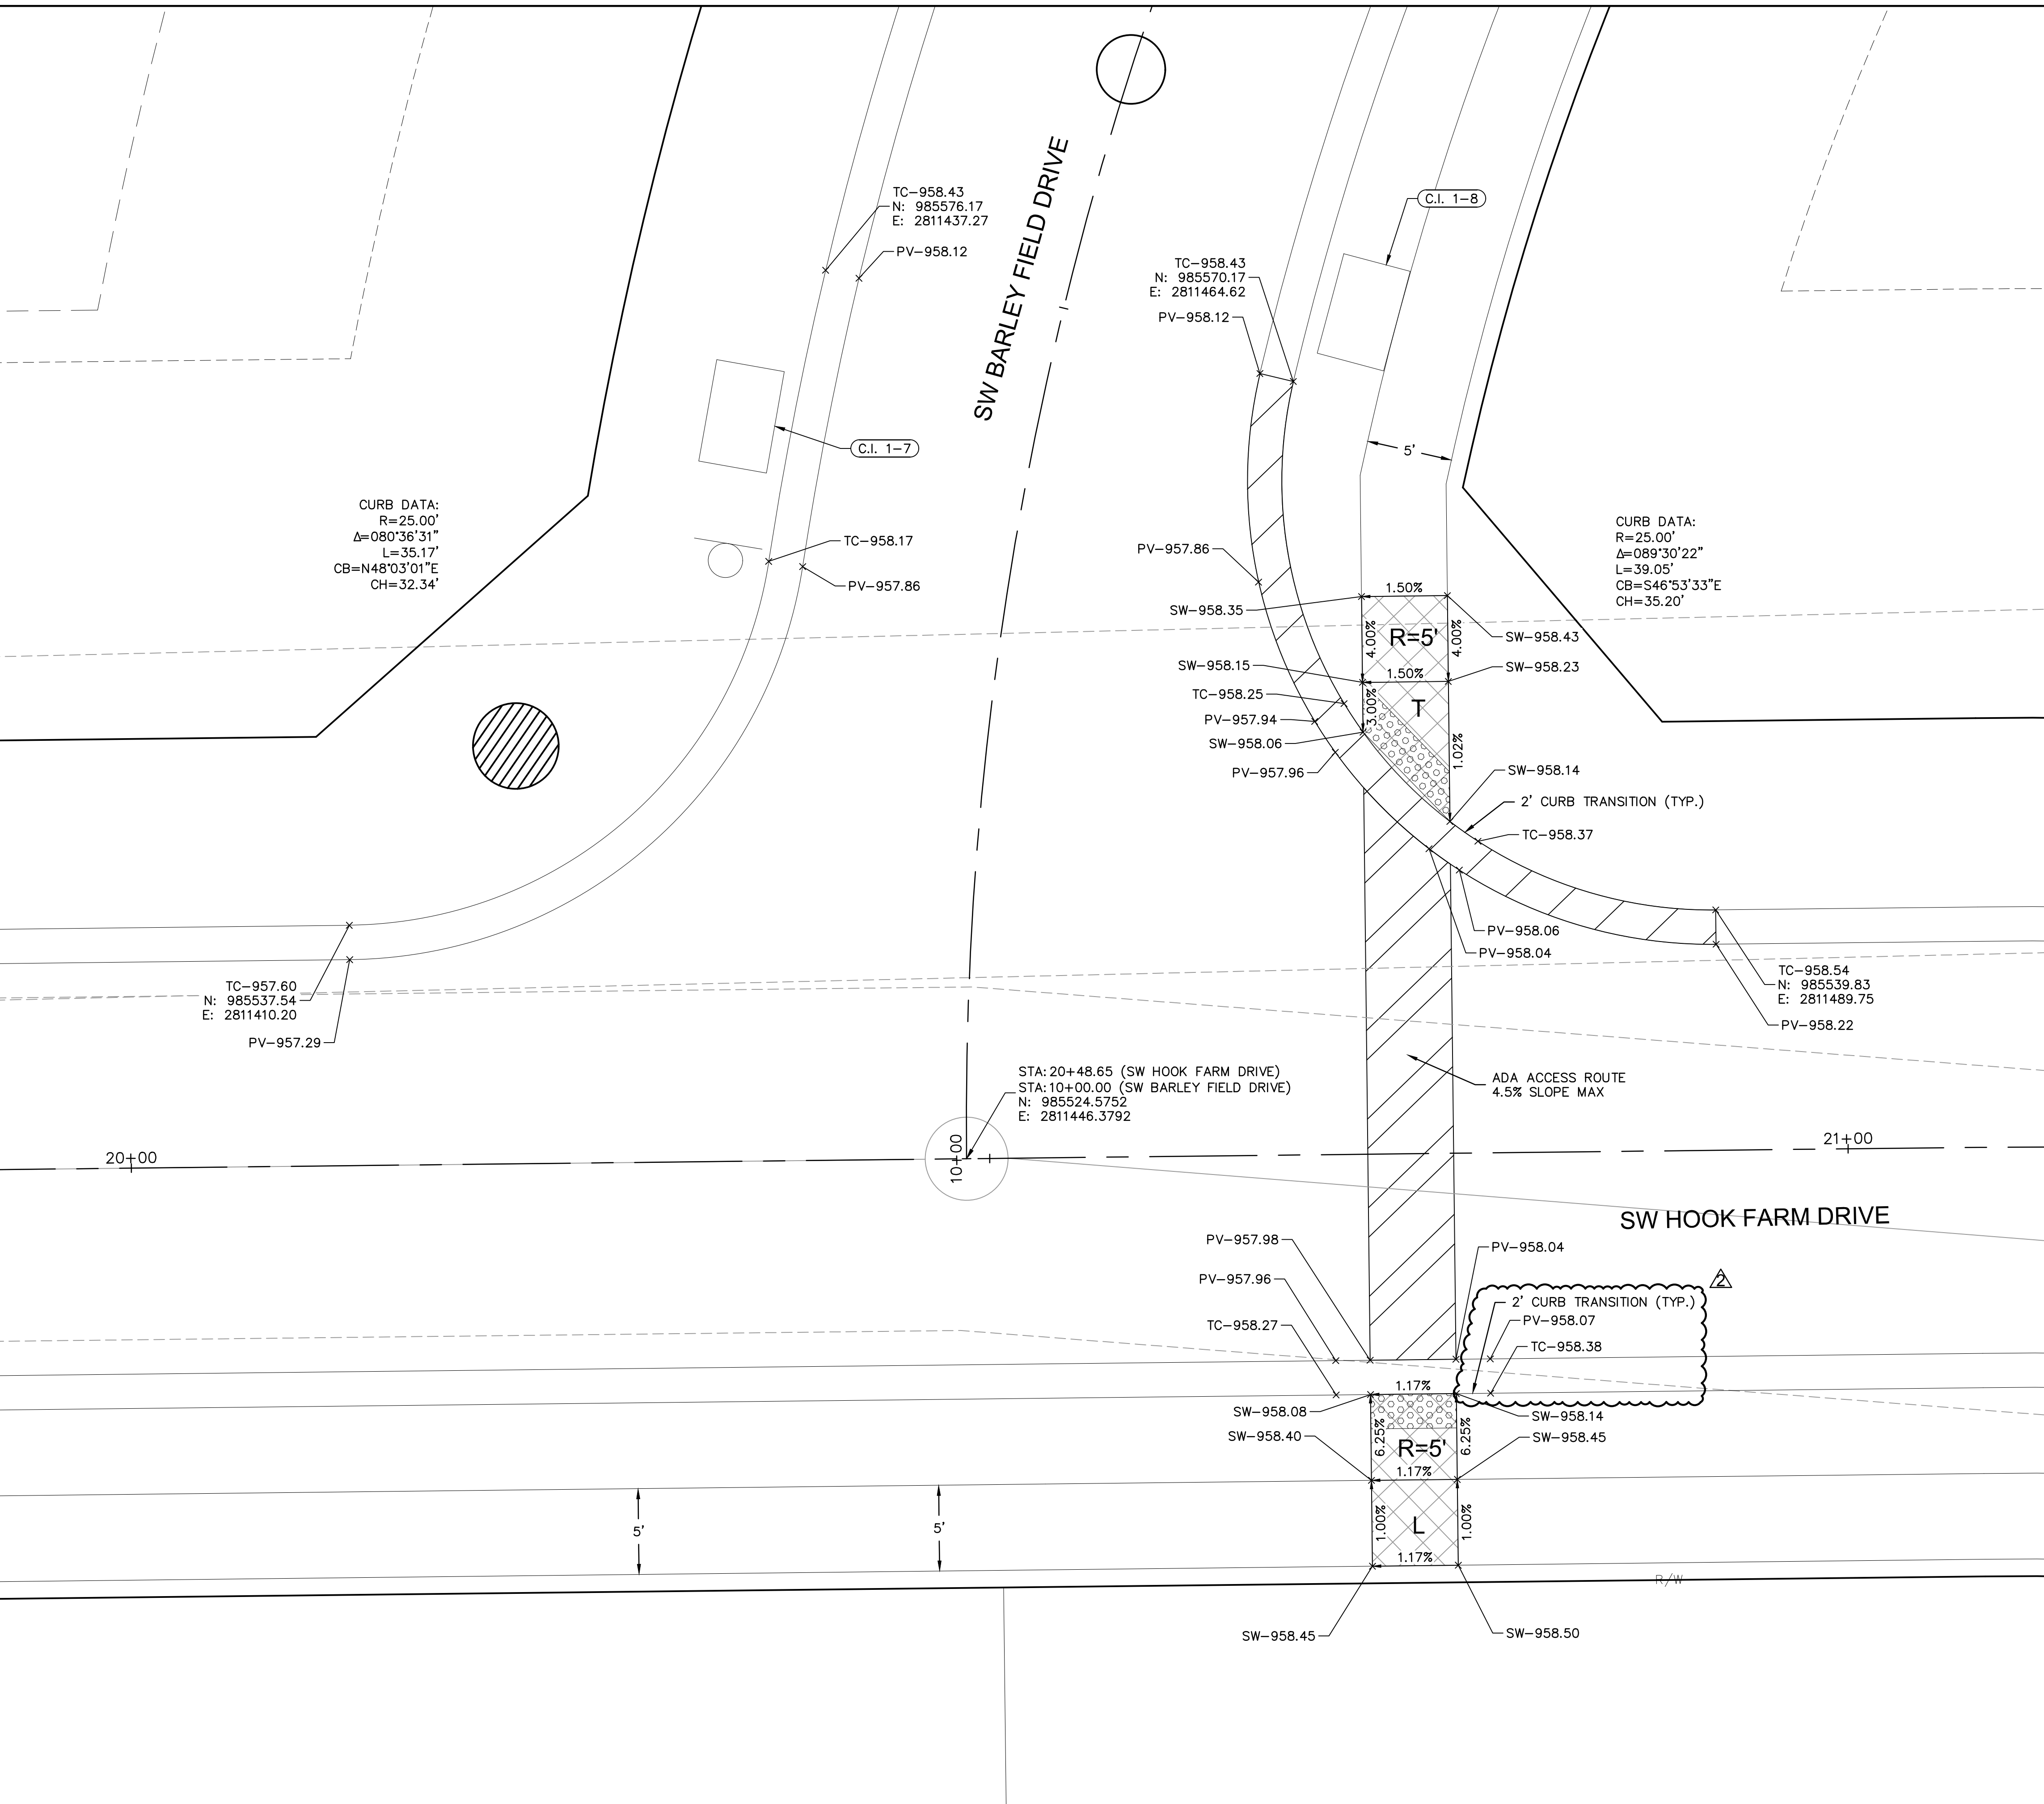 TC-958.43
N: 985576.17
E: 2811437.27
PV-958.12
SW BARLEY FIELD DRIVE
C.I. 1-8
TC-958.43
N: 985570.17
E: 2811464.62
PV-958.12
C.I. 1-7
5'
CURB DATA:
R=25.00'
Δ=080°36'31"
L=35.17'
CB=N48°03'01"E
CH=32.34'
TC-958.17
PV-957.86
PV-957.86
CURB DATA:
R=25.00'
Δ=089°30'22"
L=39.05'
CB=S46°53'33"E
CH=35.20'
1.50%
SW-958.35
4.00%
R=5'
4.00%
SW-958.43
SW-958.15
1.50%
SW-958.23
TC-958.25
3.00%
T
PV-957.94
SW-958.06
1.02%
PV-957.96
SW-958.14
2' CURB TRANSITION (TYP.)
TC-958.37
PV-958.06
PV-958.04
TC-957.60
N: 985537.54
E: 2811410.20
PV-957.29
TC-958.54
N: 985539.83
E: 2811489.75
PV-958.22
STA: 20+48.65 (SW HOOK FARM DRIVE)
STA: 10+00.00 (SW BARLEY FIELD DRIVE)
N: 985524.5752
E: 2811446.3792
ADA ACCESS ROUTE
4.5% SLOPE MAX
20+00
10+00
21+00
SW HOOK FARM DRIVE
PV-957.98
PV-958.04
PV-957.96
2
2' CURB TRANSITION (TYP.)
PV-958.07
TC-958.27
TC-958.38
1.17%
SW-958.08
SW-958.14
6.25%
R=5'
6.25%
SW-958.40
SW-958.45
1.17%
5'
5'
1.00%
L
1.00%
1.17%
R/W
SW-958.45
SW-958.50